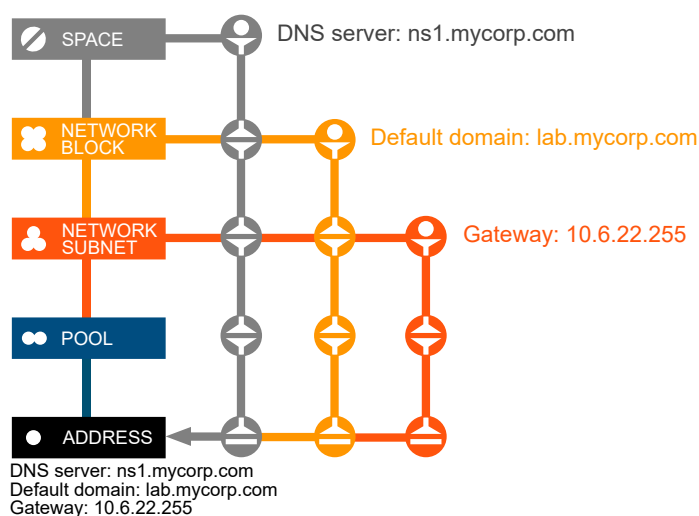 SPACE
DNS server: ns1.mycorp.com
NETWORK
BLOCK
Default domain: lab.mycorp.com
NETWORK
SUBNET
Gateway: 10.6.22.255
POOL
ADDRESS
DNS server: ns1.mycorp.com
Default domain: lab.mycorp.com
Gateway: 10.6.22.255